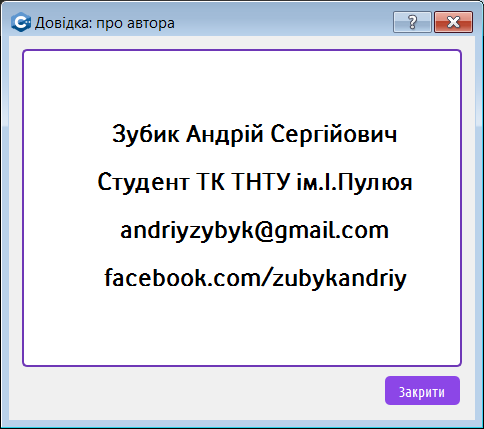 Довідка: про автора
Зубик Андрій Сергійович
Студент ТК ТНТУ ім.І.Пулюя
andriyzybyk@gmail.com
facebook.com/zubykandriy
Закрити